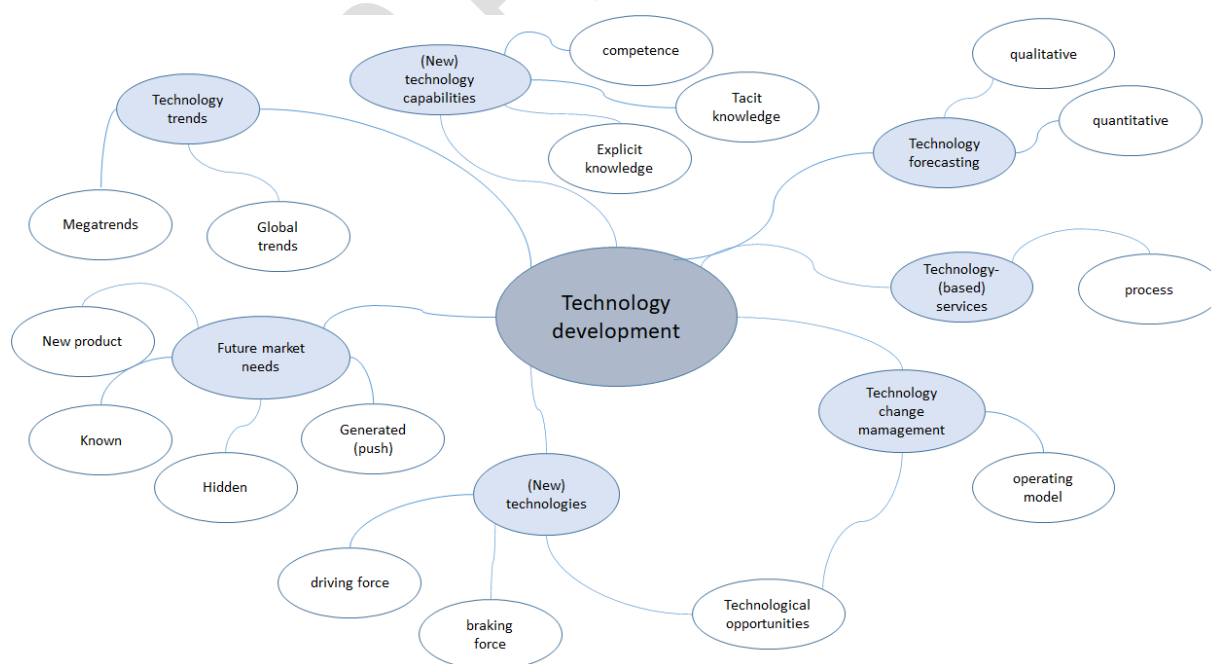 (New)
technology
capabilities
competence
Tacit
knowledge
Explicit
knowledge
qualitative
quantitative
Technology
forecasting
Technology
trends
Megatrends
Global
trends
Technology-
(based)
services
process
Technology
development
New product
Future market
needs
Known
Hidden
Generated
(push)
Technology
change
mamagement
operating
model
(New)
technologies
driving force
braking
force
Technological
opportunities